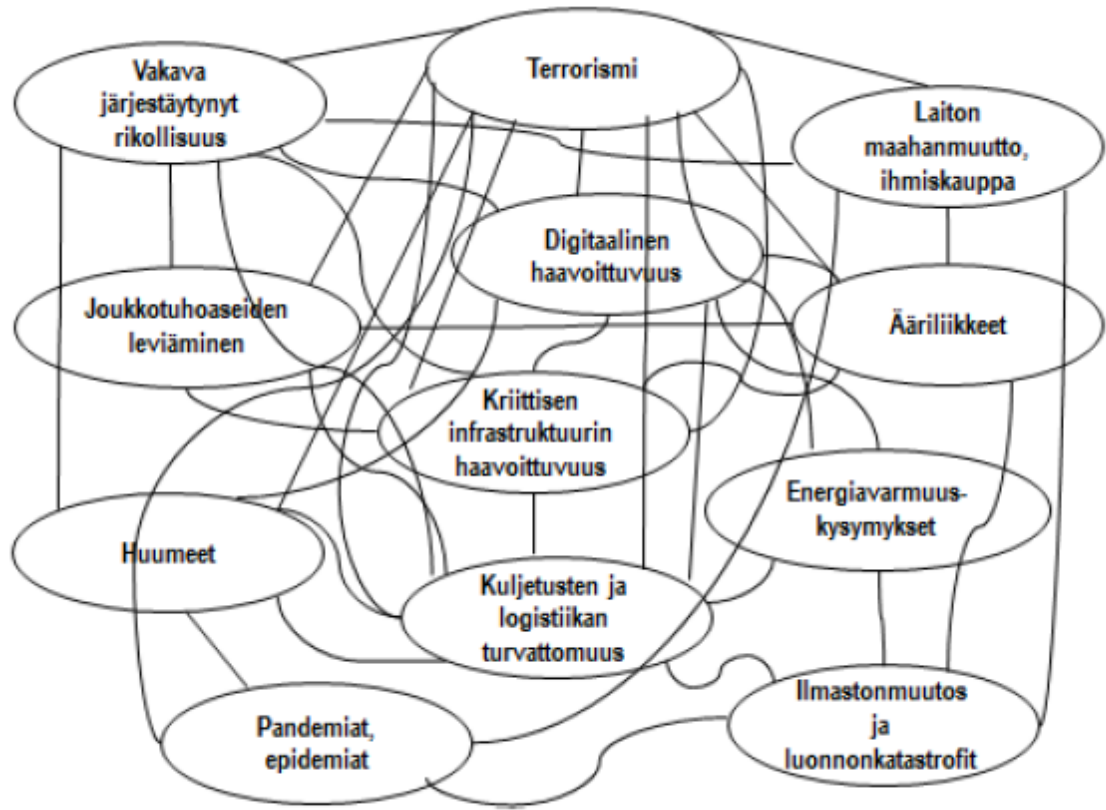 Vakava
järjestäytynyt
rikollisuus
Terrorismi
Laiton
maahanmuutto,
ihmiskauppa
Digitaalinen
haavoittuvuus
Joukkotuhoaseiden
leviäminen
Ääriliikkeet
Kriittisen
infrastruktuurin
haavoittuvuus
Energiavarmuus-
kysymykset
Huumeet
Kuljetusten ja
logistiikan
turvattomuus
Pandemiat,
epidemiat
Ilmastonmuutos
ja
luonnonkatastrofit